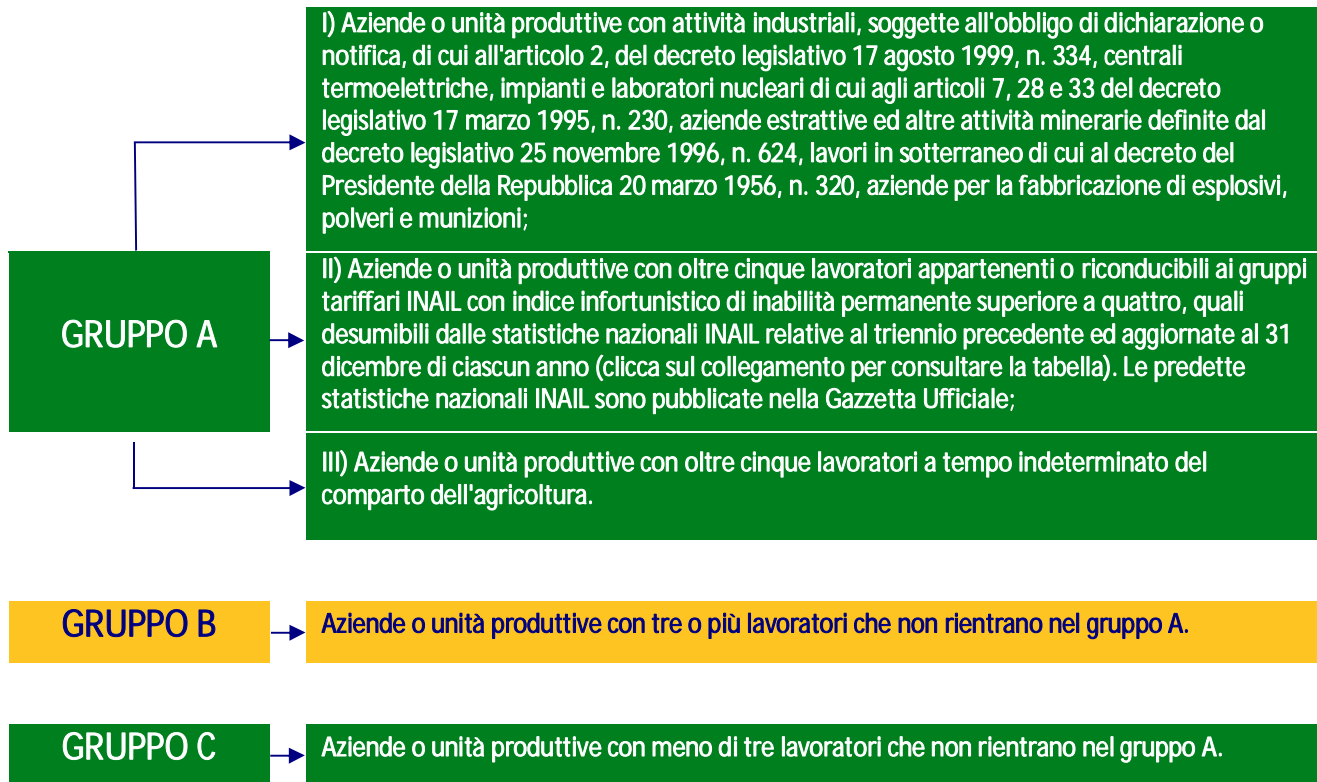 I) Aziende o unità produttive con attività industriali, soggette all'obbligo di dichiarazione o
notifica, di cui all'articolo 2, del decreto legislativo 17 agosto 1999, n. 334, centrali
termoelettriche, impianti e laboratori nucleari di cui agli articoli 7, 28 e 33 del decreto
legislativo 17 marzo 1995, n. 230, aziende estrattive ed altre attività minerarie definite dal
decreto legislativo 25 novembre 1996, n. 624, lavori in sotterraneo di cui al decreto del
Presidente della Repubblica 20 marzo 1956, n. 320, aziende per la fabbricazione di esplosivi,
polveri e munizioni;
GRUPPO A
II) Aziende o unità produttive con oltre cinque lavoratori appartenenti o riconducibili ai gruppi
tariffari INAIL con indice infortunistico di inabilità permanente superiore a quattro, quali
desumibili dalle statistiche nazionali INAIL relative al triennio precedente ed aggiornate al 31
dicembre di ciascun anno (clicca sul collegamento per consultare la tabella). Le predette
statistiche nazionali INAIL sono pubblicate nella Gazzetta Ufficiale;
III) Aziende o unità produttive con oltre cinque lavoratori a tempo indeterminato del
comparto dell'agricoltura.
GRUPPO B
Aziende o unità produttive con tre o più lavoratori che non rientrano nel gruppo A.
GRUPPO C
Aziende o unità produttive con meno di tre lavoratori che non rientrano nel gruppo A.